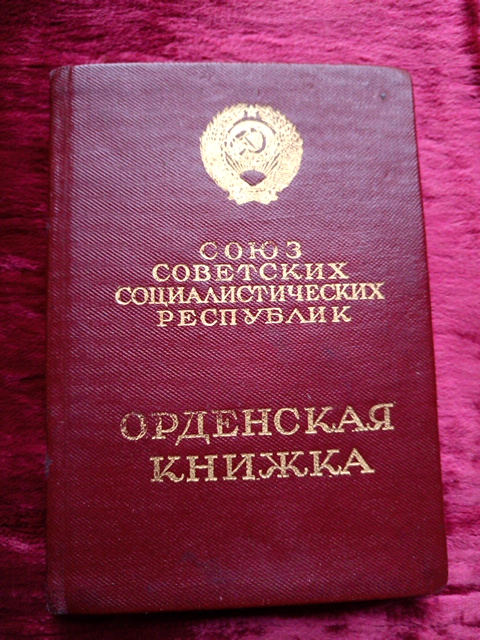 СОЮЗ
СОВЕТСКИХ
СОЦИАЛИСТИЧЕСКИХ
РЕСПУБЛИК
ОРДЕНСКАЯ
КНИЖКА